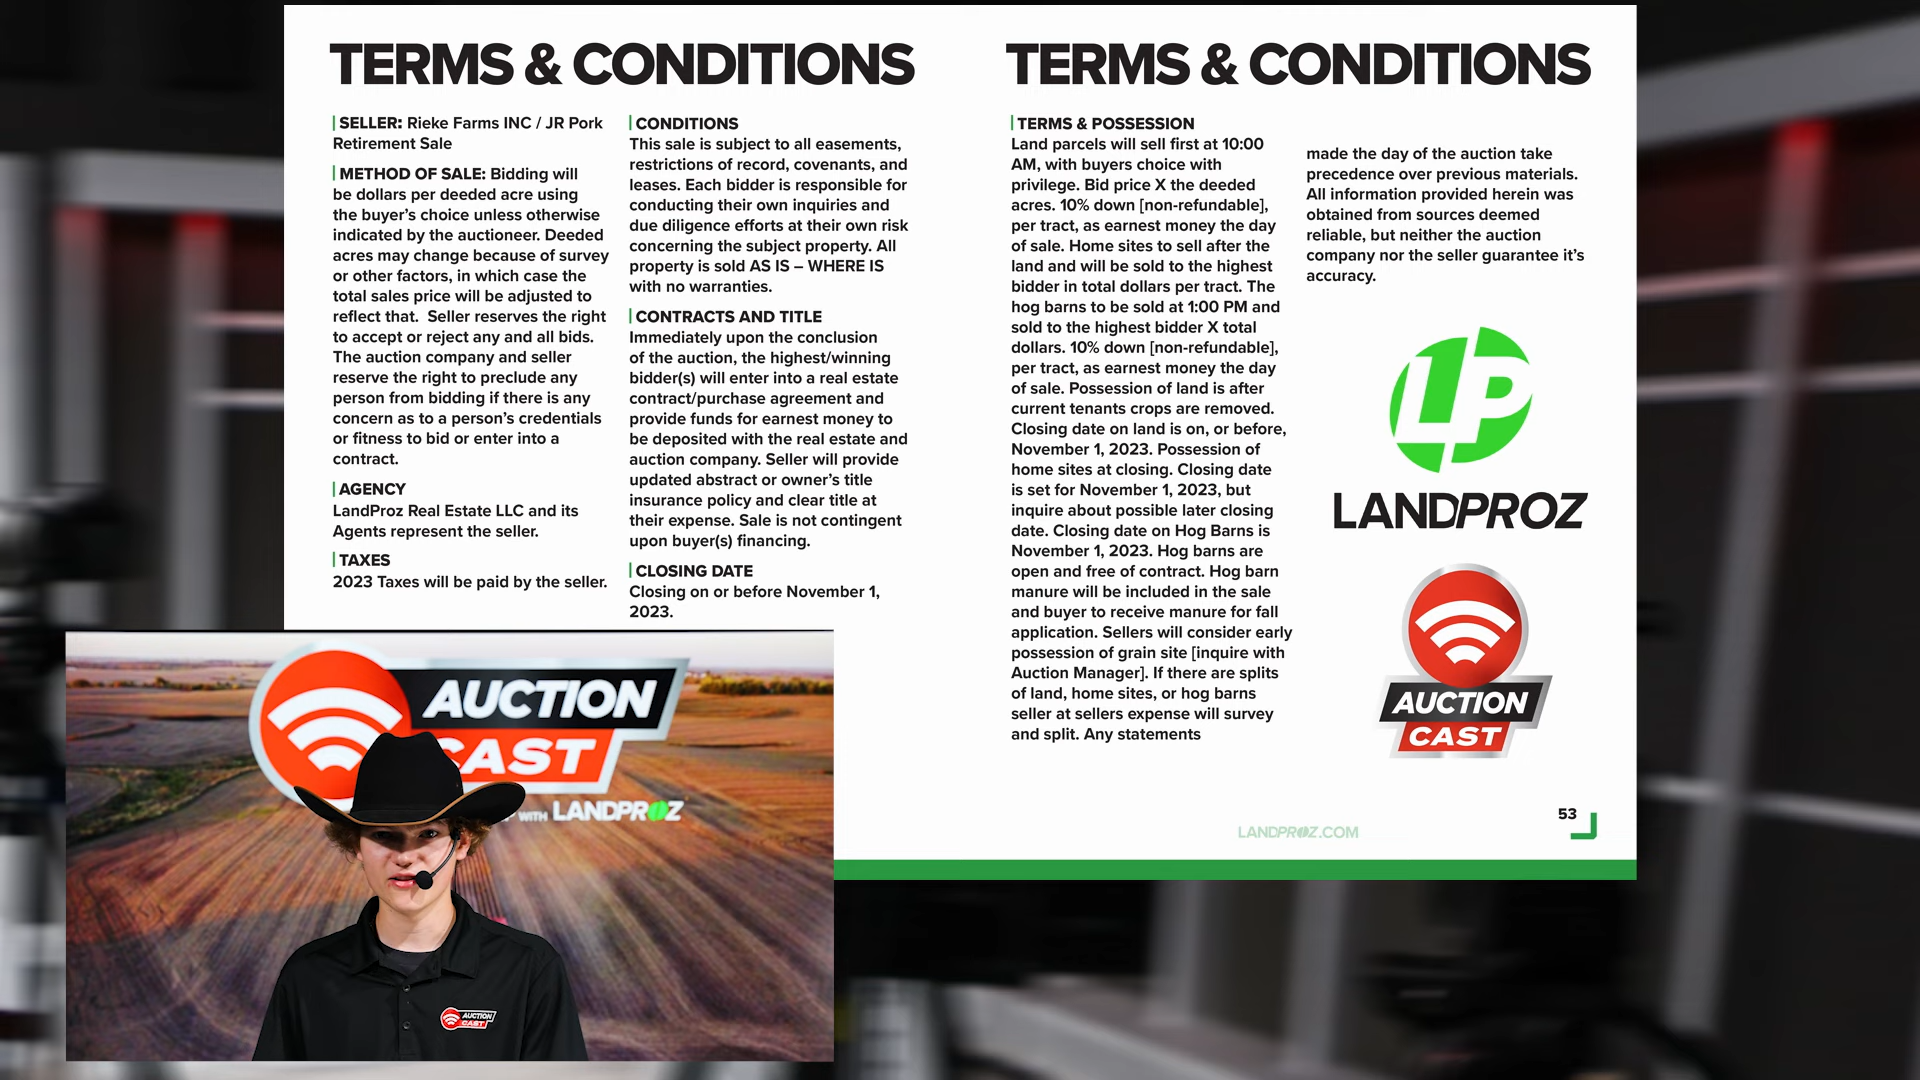 TERMS & CONDITIONS
SELLER: Rieke Farms INC / JR Pork
Retirement Sale
METHOD OF SALE: Bidding will
be dollars per deeded acre using
the buyer's choice unless otherwise
indicated by the auctioneer. Deeded
acres may change because of survey
or other factors, in which case the
total sales price will be adjusted to
reflect that.  Seller reserves the right
to accept or reject any and all bids.
The auction company and seller
reserve the right to preclude any
person from bidding if there is any
concern as to a person's credentials
or fitness to bid or enter into a
contract.
AGENCY
LandProz Real Estate LLC and its
Agents represent the seller.
TAXES
2023 Taxes will be paid by the seller.
CONDITIONS
This sale is subject to all easements,
restrictions of record, covenants, and
leases. Each bidder is responsible for
conducting their own inquiries and
due diligence efforts at their own risk
concerning the subject property. All
property is sold AS IS – WHERE IS
with no warranties.
CONTRACTS AND TITLE
Immediately upon the conclusion
of the auction, the highest/winning
bidder(s) will enter into a real estate
contract/purchase agreement and
provide funds for earnest money to
be deposited with the real estate and
auction company. Seller will provide
updated abstract or owner's title
insurance policy and clear title at
their expense. Sale is not contingent
upon buyer(s) financing.
CLOSING DATE
Closing on or before November 1,
2023.
TERMS & CONDITIONS
TERMS & POSSESSION
Land parcels will sell first at 10:00
AM, with buyers choice with
privilege. Bid price X the deeded
acres. 10% down [non-refundable],
per tract, as earnest money the day
of sale. Home sites to sell after the
land and will be sold to the highest
bidder in total dollars per tract. The
hog barns to be sold at 1:00 PM and
sold to the highest bidder X total
dollars. 10% down [non-refundable],
per tract, as earnest money the day
of sale. Possession of land is after
current tenants crops are removed.
Closing date on land is on, or before,
November 1, 2023. Possession of
home sites at closing. Closing date
is set for November 1, 2023, but
inquire about possible later closing
date. Closing date on Hog Barns is
November 1, 2023. Hog barns are
open and free of contract. Hog barn
manure will be included in the sale
and buyer to receive manure for fall
application. Sellers will consider early
possession of grain site [inquire with
Auction Manager]. If there are splits
of land, home sites, or hog barns
seller at sellers expense will survey
and split. Any statements
made the day of the auction take
precedence over previous materials.
All information provided herein was
obtained from sources deemed
reliable, but neither the auction
company nor the seller guarantee it's
accuracy.
LP
LANDPROZ
AUCTION
CAST
53
LANDPROZ.COM
AUCTION
CAST
WITH LANDPROZ
AUCTION
CAST